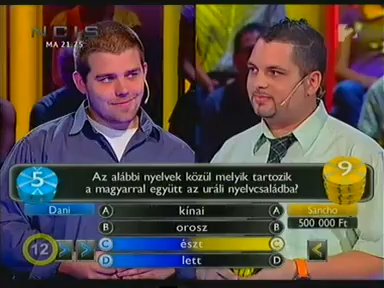 NCIS
MA 21.25
2
5
Az alábbi nyelvek közül melyik tartozik
a magyarral együtt az uráli nyelvcsaládba?
9
Dani
A kínai
Sancho
500 000 Ft
B orosz
12
C észt
D lett